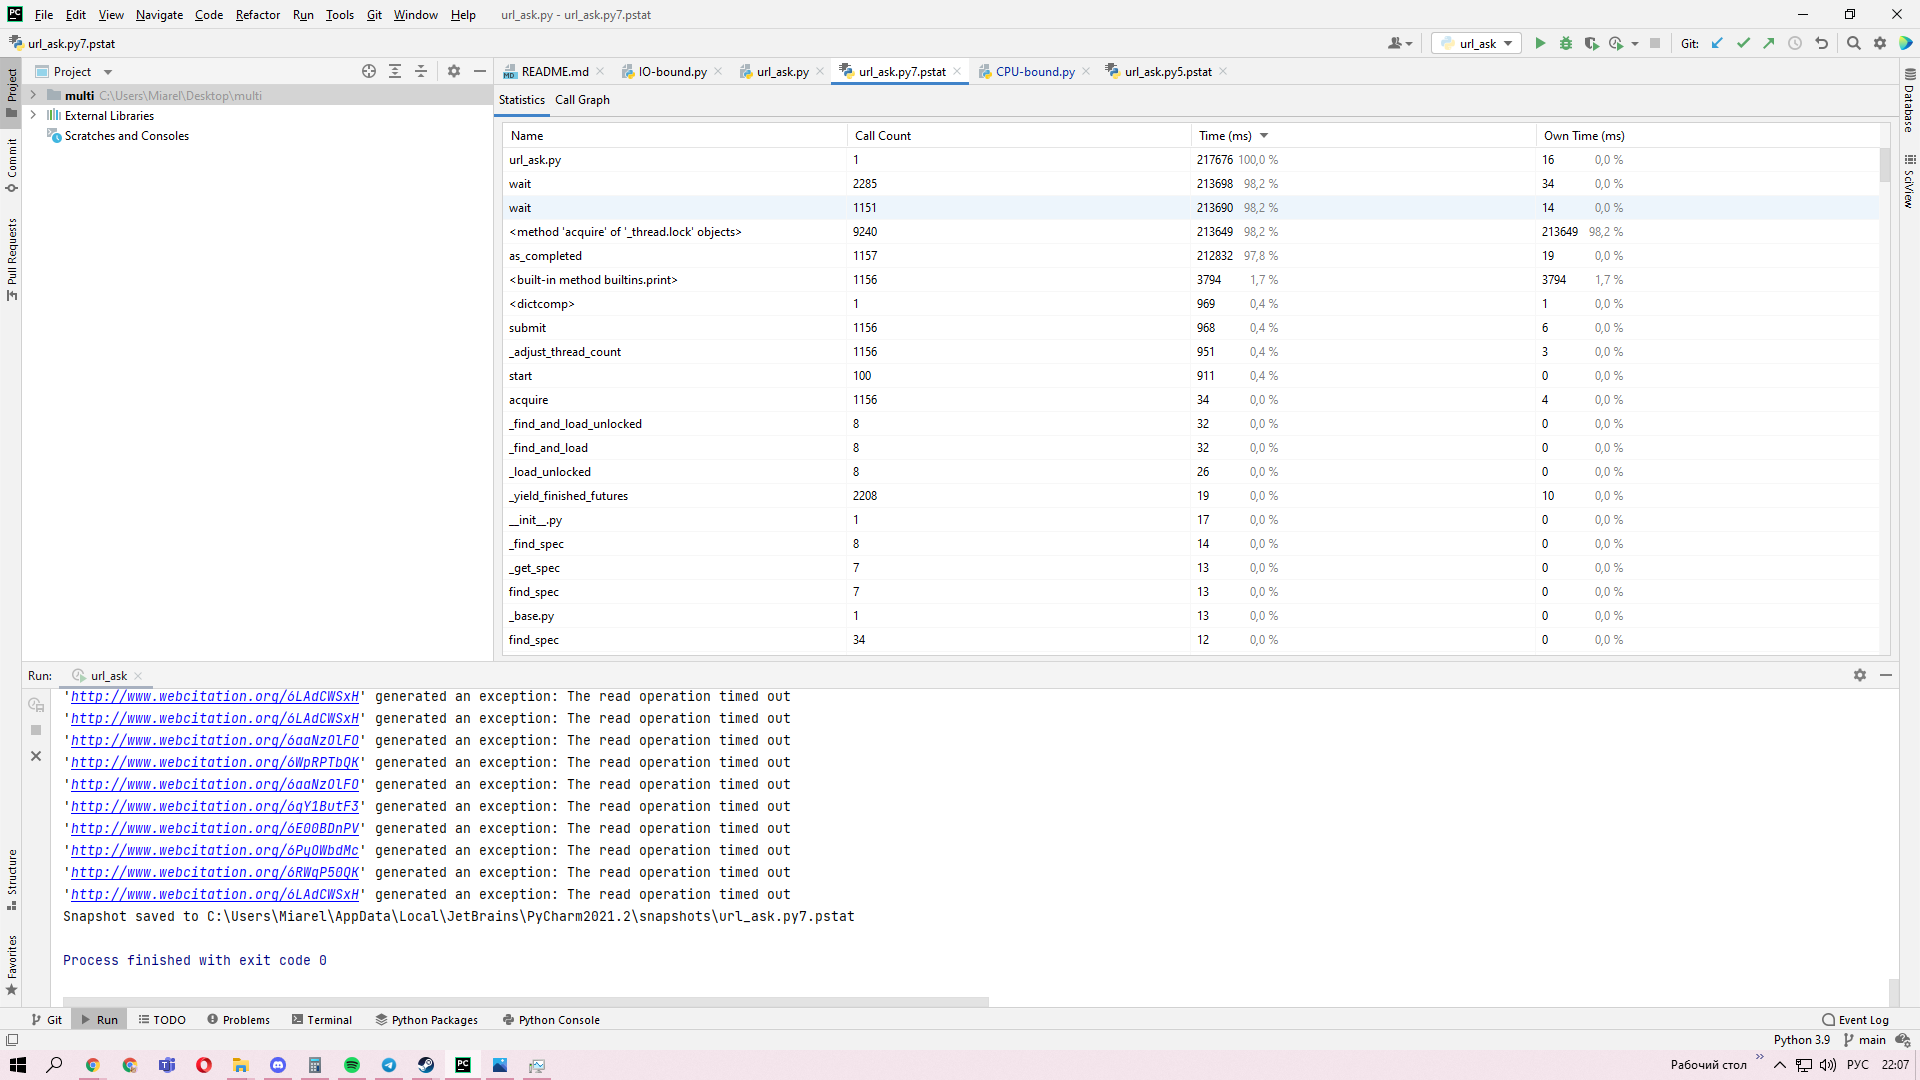 File Edit View Navigate Code Refactor Run Tools Git Window Help url_ask.py - url_ask.py7.pstat
url_ask.py7.pstat
url_ask
Git:
Project
README.md IO-bound.py url_ask.py url_ask.py7.pstat CPU-bound.py url_ask.py5.pstat
Statistics Call Graph
multi C:\Users\Miarel\Desktop\multi
External Libraries
Scratches and Consoles
Project
Commit
Pull Requests
Structure
Favorites
Database
SciView
Name Call Count Time (ms) Own Time (ms)
url_ask.py 1 217676 100,0 % 16 0,0 %
wait 2285 213698 98,2 % 34 0,0 %
wait 1151 213690 98,2 % 14 0,0 %
<method 'acquire' of '_thread.lock' objects> 9240 213649 98,2 % 213649 98,2 %
as_completed 1157 212832 97,8 % 19 0,0 %
<built-in method builtins.print> 1156 3794 1,7 % 3794 1,7 %
<dictcomp> 1 969 0,4 % 1 0,0 %
submit 1156 968 0,4 % 6 0,0 %
_adjust_thread_count 1156 951 0,4 % 3 0,0 %
start 100 911 0,4 % 0 0,0 %
acquire 1156 34 0,0 % 4 0,0 %
_find_and_load_unlocked 8 32 0,0 % 0 0,0 %
_find_and_load 8 32 0,0 % 0 0,0 %
_load_unlocked 8 26 0,0 % 0 0,0 %
_yield_finished_futures 2208 19 0,0 % 10 0,0 %
__init__.py 1 17 0,0 % 0 0,0 %
_find_spec 8 14 0,0 % 0 0,0 %
_get_spec 7 13 0,0 % 0 0,0 %
find_spec 7 13 0,0 % 0 0,0 %
_base.py 1 13 0,0 % 0 0,0 %
find_spec 34 12 0,0 % 0 0,0 %
Run: url_ask
'http://www.webcitation.org/6LAdCWSxH' generated an exception: The read operation timed out
'http://www.webcitation.org/6LAdCWSxH' generated an exception: The read operation timed out
'http://www.webcitation.org/6aaNzOlFO' generated an exception: The read operation timed out
'http://www.webcitation.org/6WpRPTbQK' generated an exception: The read operation timed out
'http://www.webcitation.org/6aaNzOlFO' generated an exception: The read operation timed out
'http://www.webcitation.org/6qY1ButF3' generated an exception: The read operation timed out
'http://www.webcitation.org/6E00BDnPV' generated an exception: The read operation timed out
'http://www.webcitation.org/6PyOWbdMc' generated an exception: The read operation timed out
'http://www.webcitation.org/6RWqP50QK' generated an exception: The read operation timed out
'http://www.webcitation.org/6LAdCWSxH' generated an exception: The read operation timed out
Snapshot saved to C:\Users\Miarel\AppData\Local\JetBrains\PyCharm2021.2\snapshots\url_ask.py7.pstat
Process finished with exit code 0
Git Run TODO Problems Terminal Python Packages Python Console Event Log
Python 3.9 main
Рабочий стол РУС 22:07